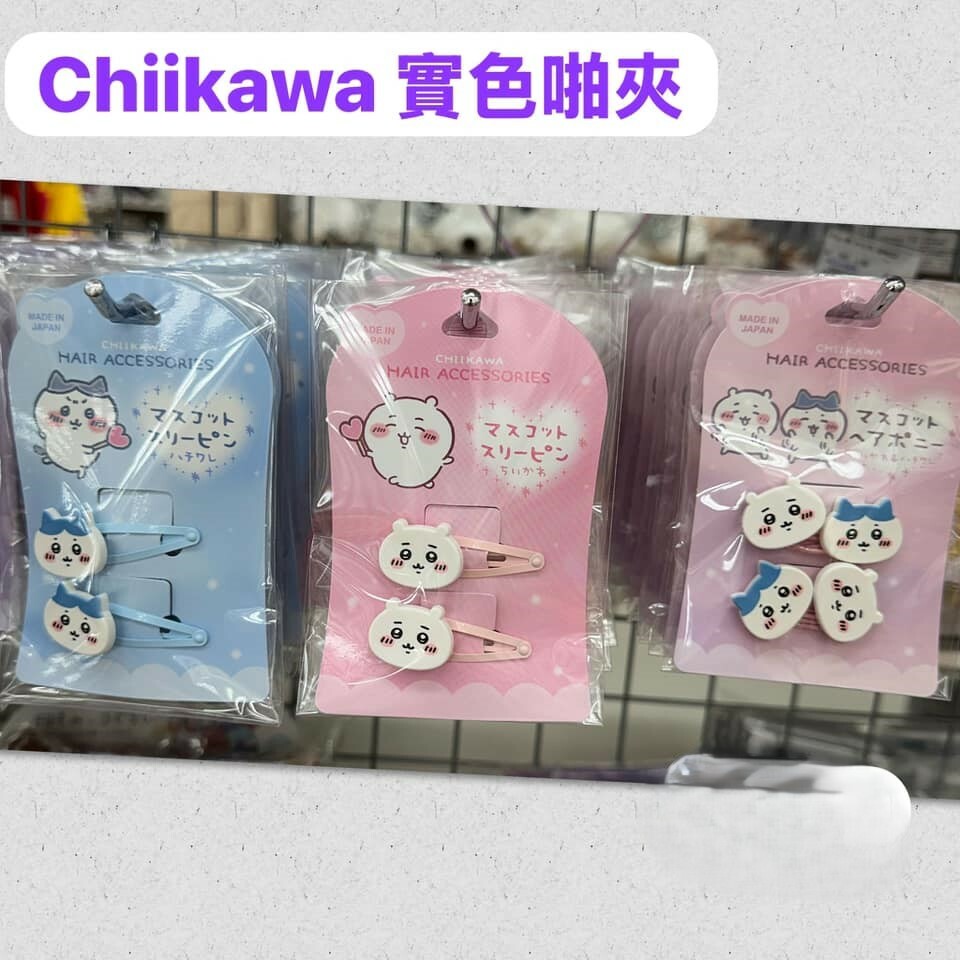 Chiikawa 實色啪夾
MADE IN
JAPAN
CHIIKAWA
HAIR ACCESSORIES
マスコット
スリーピン
ハチワレ
MADE IN
JAPAN
CHIIKAWA
HAIR ACCESSORIES
マスコット
スリーピン
ちいかわ
MADE IN
JAPAN
CHIIKAWA
HAIR ACCESSORIES
マスコット
ヘアポニー